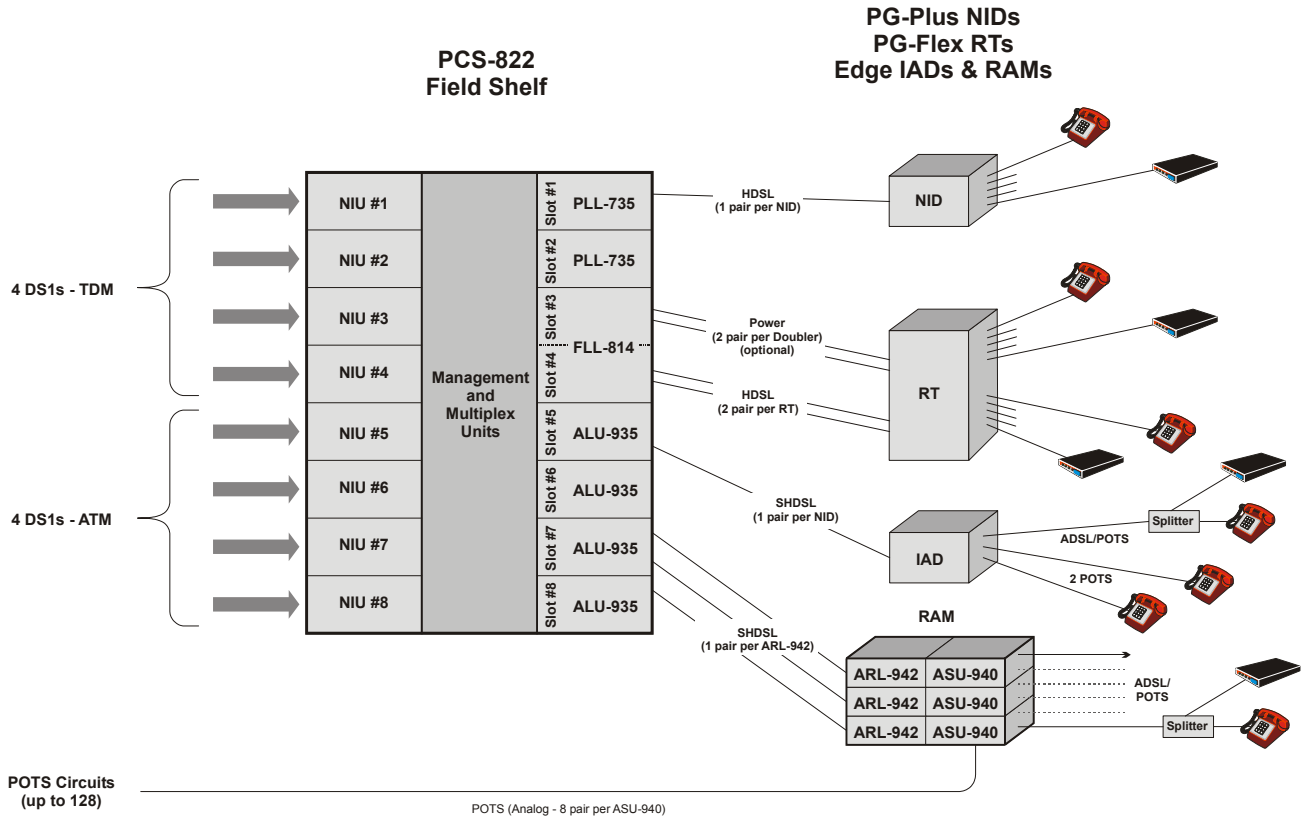 PG-Plus NIDs
PG-Flex RTs
Edge IADs & RAMs
PCS-822
Field Shelf
4 DS1s - TDM
4 DS1s - ATM
NIU #1
NIU #2
NIU #3
NIU #4
NIU #5
NIU #6
NIU #7
NIU #8
Management
and
Multiplex
Units
Slot #1
PLL-735
Slot #2
PLL-735
Slot #3
FLL-814
Slot #4
Slot #5
ALU-935
Slot #6
ALU-935
Slot #7
ALU-935
Slot #8
ALU-935
HDSL
(1 pair per NID)
NID
Power
(2 pair per Doubler)
(optional)
HDSL
(2 pair per RT)
RT
SHDSL
(1 pair per NID)
IAD
ADSL/POTS
Splitter
2 POTS
RAM
SHDSL
(1 pair per ARL-942)
ARL-942 ASU-940
ARL-942 ASU-940
ARL-942 ASU-940
ADSL/
POTS
Splitter
POTS Circuits
(up to 128)
POTS (Analog - 8 pair per ASU-940)